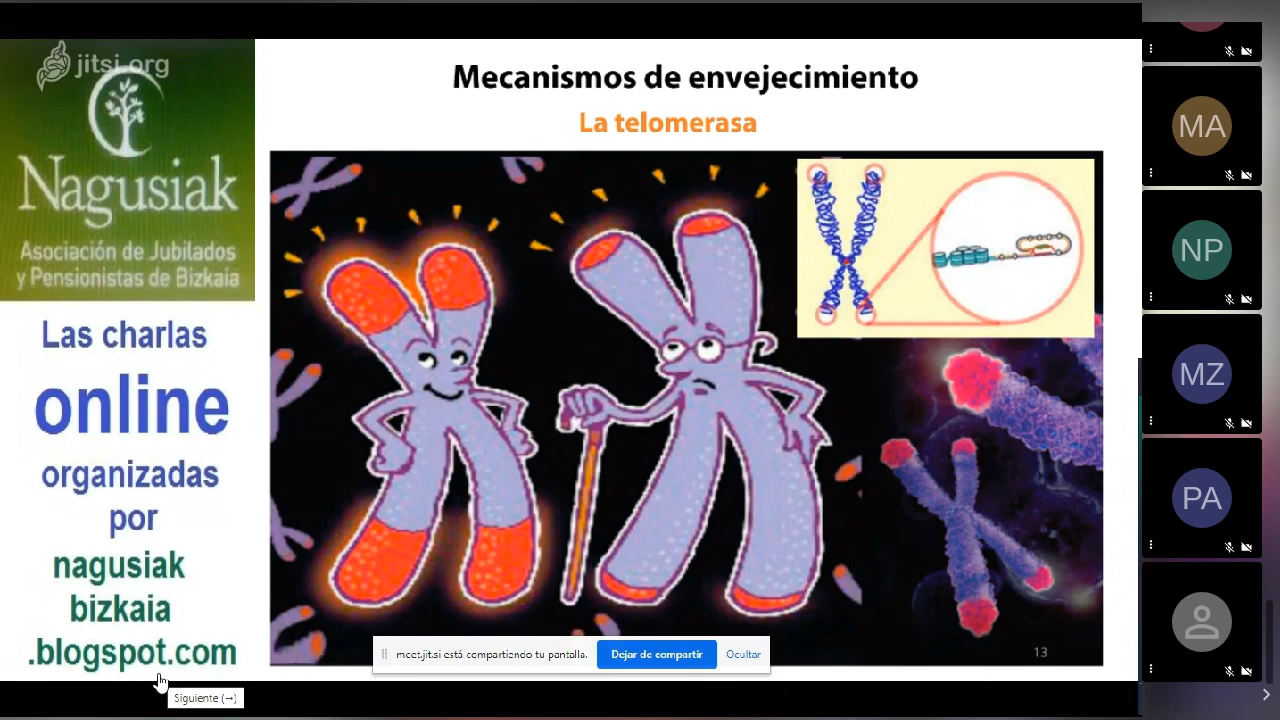 jitsi.org
Nagusiak
Asociación de Jubilados
y Pensionistas de Bizkaia
Las charlas
online
organizadas
por
nagusiak
bizkaia
.blogspot.com
Siguiente (→)
Mecanismos de envejecimiento
La telomerasa
meet.jit.si está compartiendo tu pantalla.
Dejar de compartir
Ocultar
13
MA
NP
MZ
PA